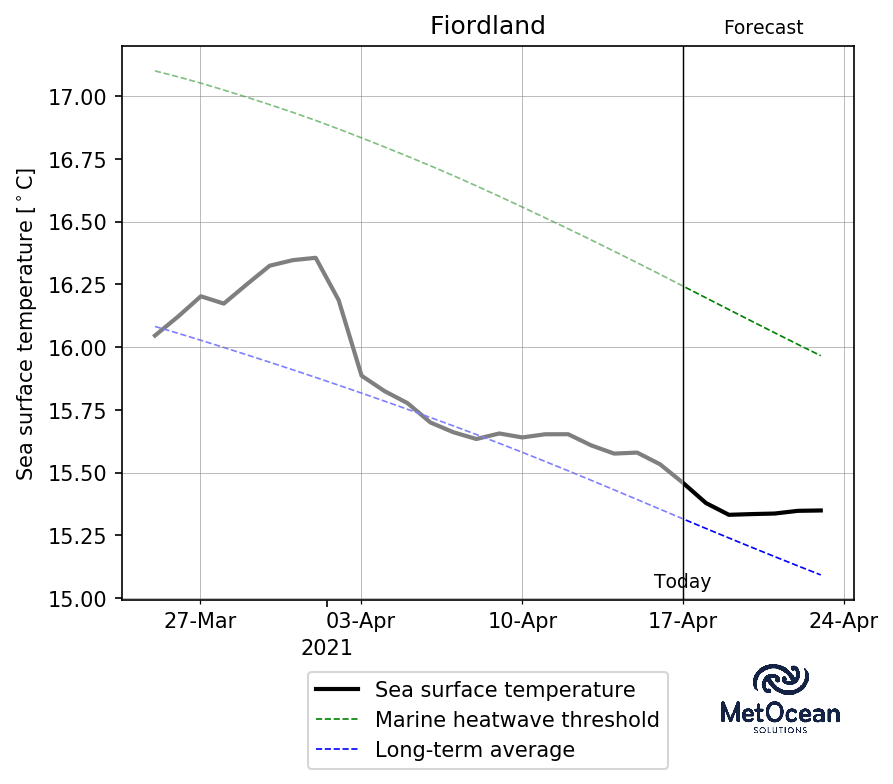 Fiordland
Forecast
Sea surface temperature [ ° C]
17.00
16.75
16.50
16.25
16.00
15.75
15.50
15.25
15.00
Today
27-Mar 03-Apr 10-Apr 17-Apr 24-Apr
2021
Sea surface temperature
Marine heatwave threshold
Long-term average
MetOcean
SOLUTIONS